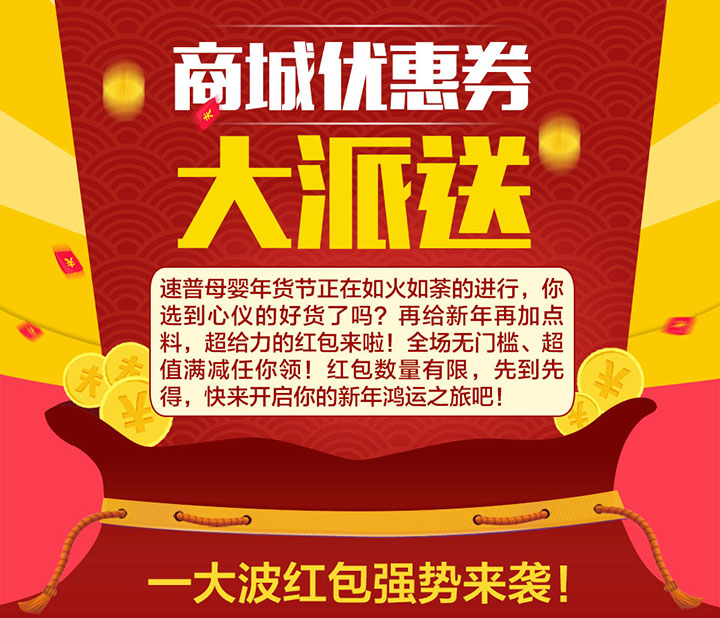 商城优惠券
大派送
速普母婴年货节正在如火如荼的进行，你
选到心仪的好货了吗？再给新年再加点
料，超给力的红包来啦！全场无门槛、超
值满减任你领！红包数量有限，先到先
得，快来开启你的新年鸿运之旅吧！
一大波红包强势来袭！